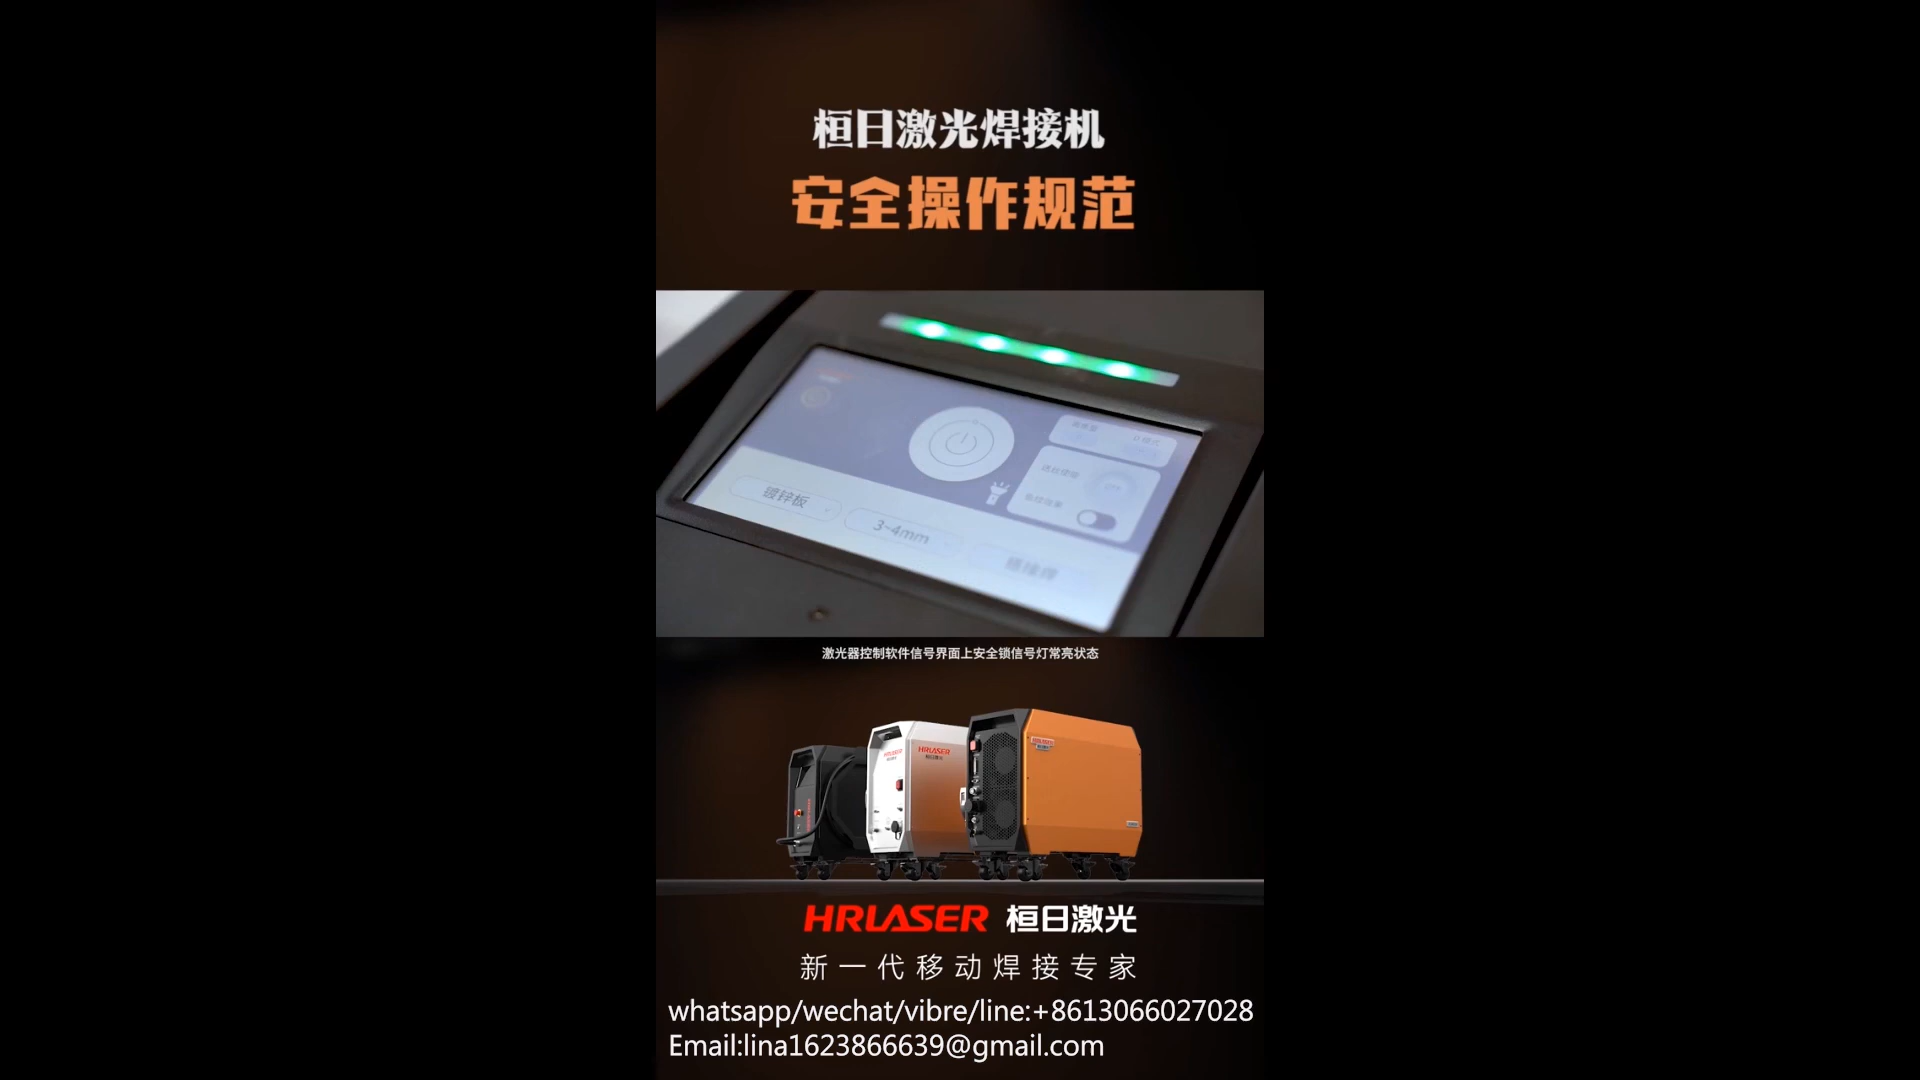 桓日激光焊接机
安全操作规范
镀锌板
3~4mm
激光器控制软件信号界面上安全锁信号灯常亮状态
HRLASER
HRLASER 桓日激光
新一代移动焊接专家
whatsapp/wechat/vibre/line:+8613066027028
Email:lina1623866639@gmail.com